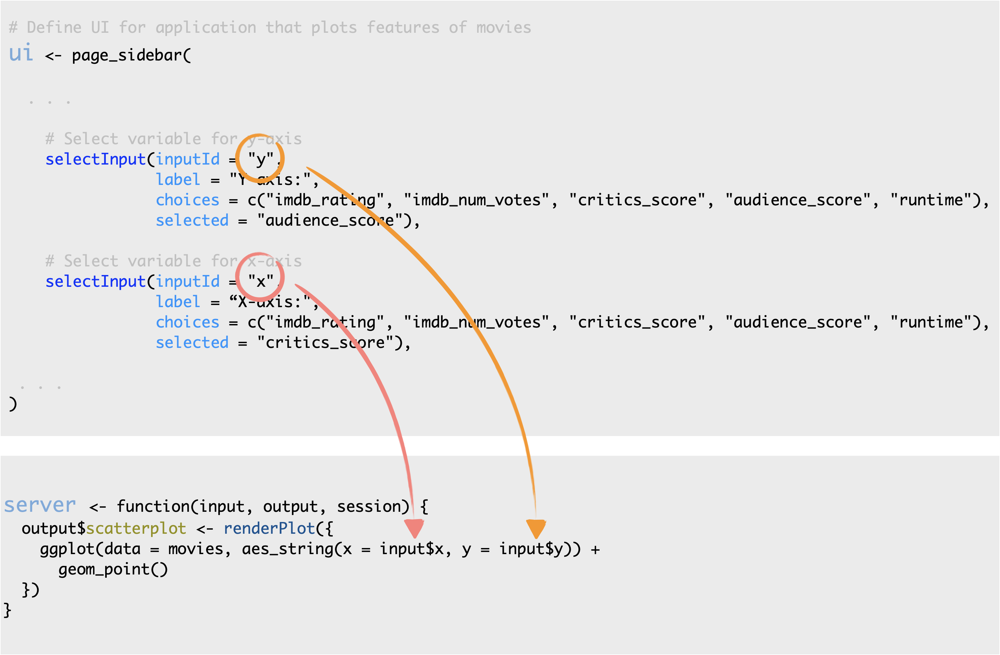 # Define UI for application that plots features of movies
ui <- page_sidebar(
. . .
# Select variable for y-axis
selectInput(inputId = "y",
label = "Y-axis:",
choices = c("imdb_rating", "imdb_num_votes", "critics_score", "audience_score", "runtime"),
selected = "audience_score"),
# Select variable for x-axis
selectInput(inputId = "x",
label = “X-axis:",
choices = c("imdb_rating", "imdb_num_votes", "critics_score", "audience_score", "runtime"),
selected = "critics_score"),
. . .
)
server <- function(input, output, session) {
output$scatterplot <- renderPlot({
ggplot(data = movies, aes_string(x = input$x, y = input$y)) +
geom_point()
})
}